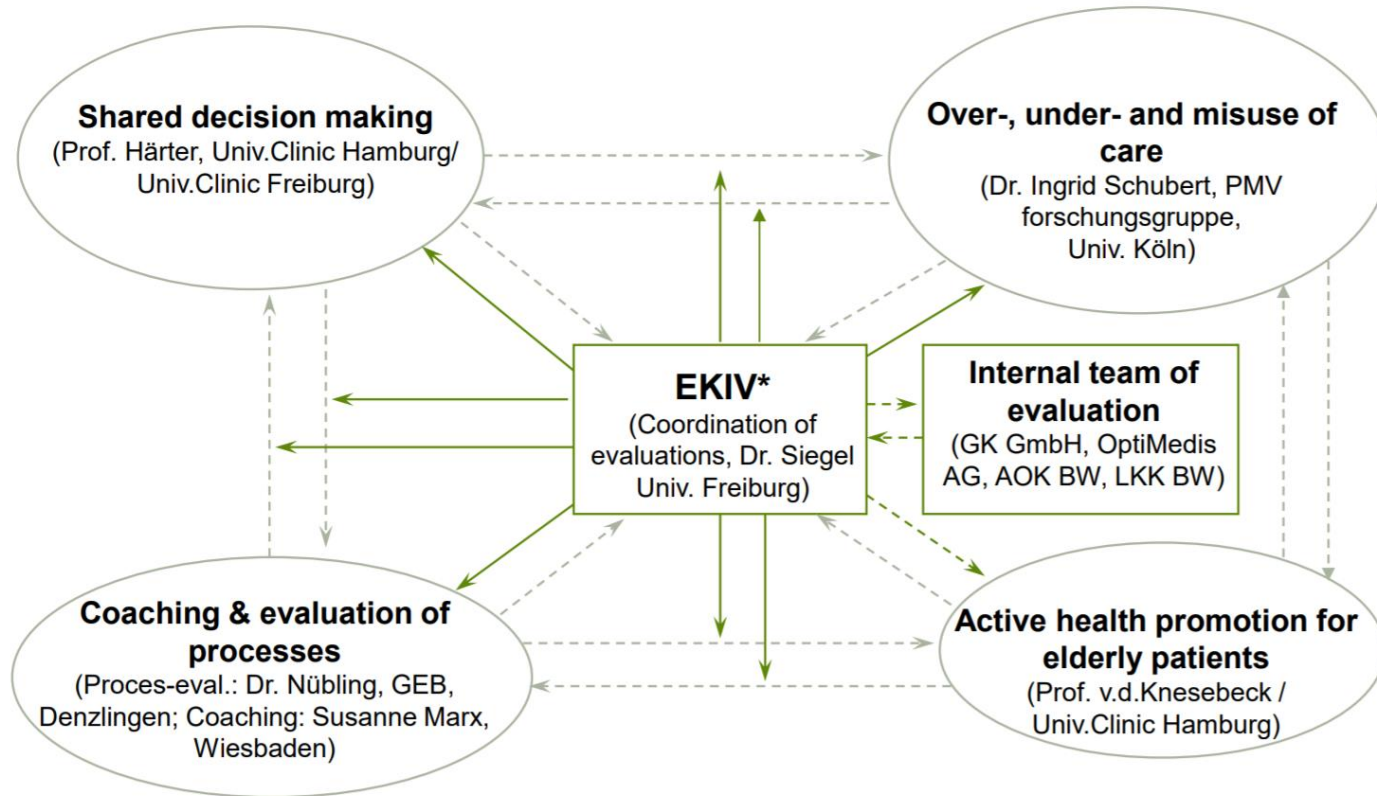 Shared decision making
(Prof. Härter, Univ.Clinic Hamburg/
Univ.Clinic Freiburg)
Over-, under- and misuse of
care
(Dr. Ingrid Schubert, PMV
forschungsgruppe,
Univ. Köln)
EKIV*
(Coordination of
evaluations, Dr. Siegel
Univ. Freiburg)
Internal team of
evaluation
(GK GmbH, OptiMedis
AG, AOK BW, LKK BW)
Coaching & evaluation of
processes
(Proces-eval.: Dr. Nübling, GEB,
Denzlingen; Coaching: Susanne Marx,
Wiesbaden)
Active health promotion for
elderly patients
(Prof. v.d.Knesebeck /
Univ.Clinic Hamburg)